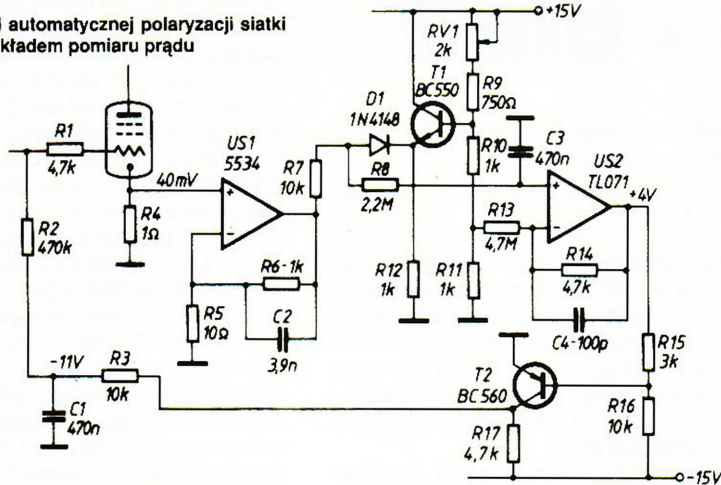 automatycznej polaryzacji siatki
kładem pomiaru prądu
+15V
RV1
2k
T1
BC550
R9
750Ω
D1
1N4148
R1
4,7k
US1
5534
40mV
R7
10k
R8
2,2M
R10
1k
C3
470n
US2
TL071
+4V
R2
470k
R4
1Ω
R13
4,7M
R6-1k
R5
10Ω
C2
3,9n
R12
1k
R11
1k
R14
4,7k
C4-100p
R15
3k
-11V
R3
10k
T2
BC560
R16
10k
C1
470n
R17
4,7k
-15V